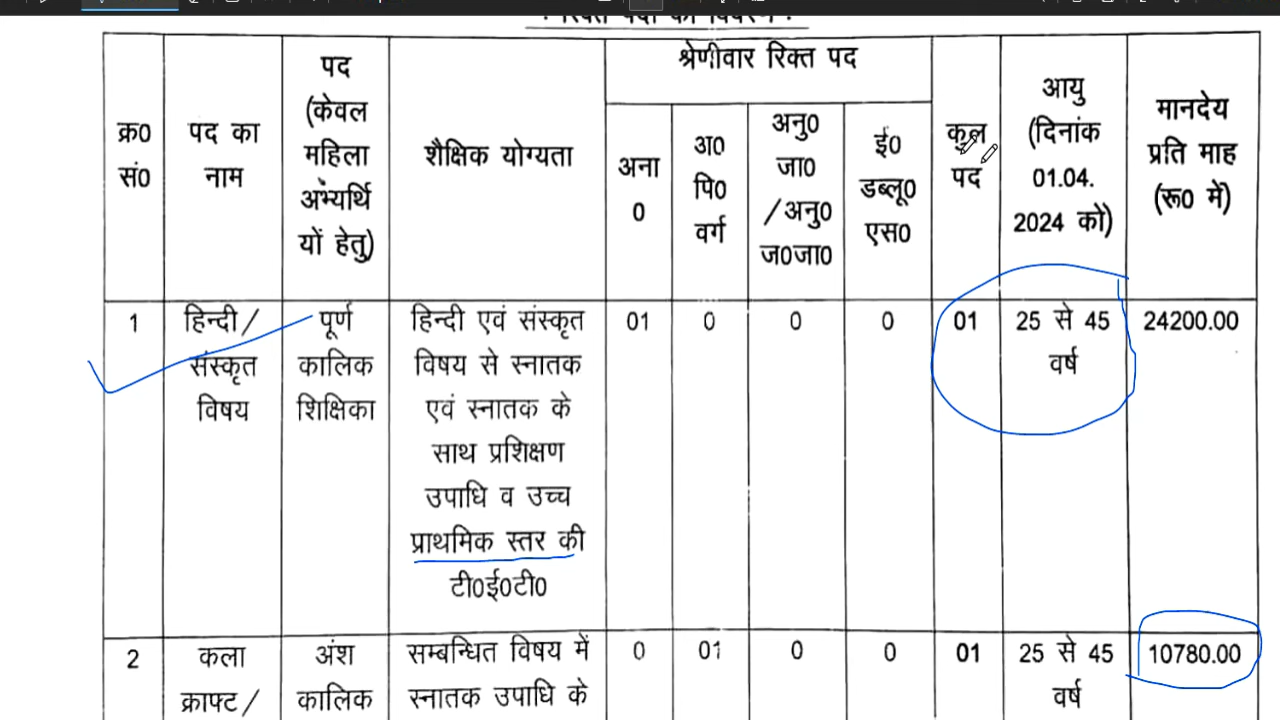 : रिक्त पदों का विवरण :
क्र0 सं0
पद का नाम
पद (केवल महिला अभ्यर्थियों हेतु)
शैक्षिक योग्यता
श्रेणीवार रिक्त पद
अना0
अ0 पि0 वर्ग
अनु0 जा0 /अनु0 ज0जा0
ई0 डब्लू0 एस0
कुल पद
आयु (दिनांक 01.04.2024 को)
मानदेय प्रति माह (रू0 में)
1
हिन्दी/ संस्कृत विषय
पूर्ण कालिक शिक्षिका
हिन्दी एवं संस्कृत विषय से स्नातक एवं स्नातक के साथ प्रशिक्षण उपाधि व उच्च प्राथमिक स्तर की टी0ई0टी0
01
0
0
0
01
25 से 45 वर्ष
24200.00
2
कला क्राफ्ट/
अंश कालिक
सम्बन्धित विषय में स्नातक उपाधि के
0
01
0
0
01
25 से 45 वर्ष
10780.00